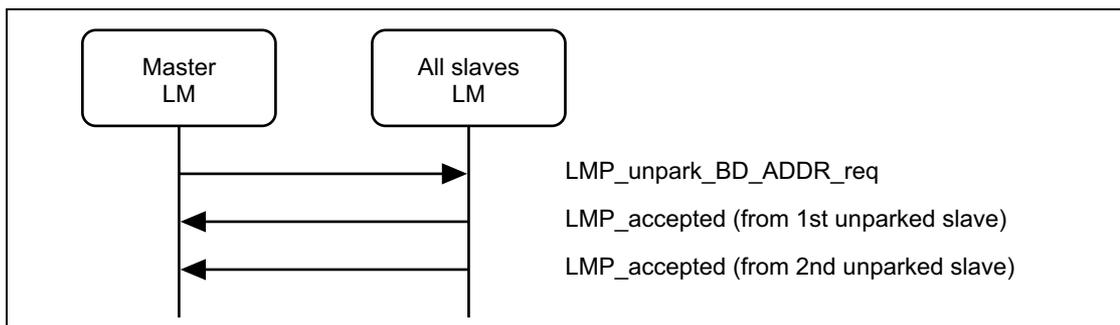 Master
LM
All slaves
LM
LMP_unpark_BD_ADDR_req
LMP_accepted (from 1st unparked slave)
LMP_accepted (from 2nd unparked slave)